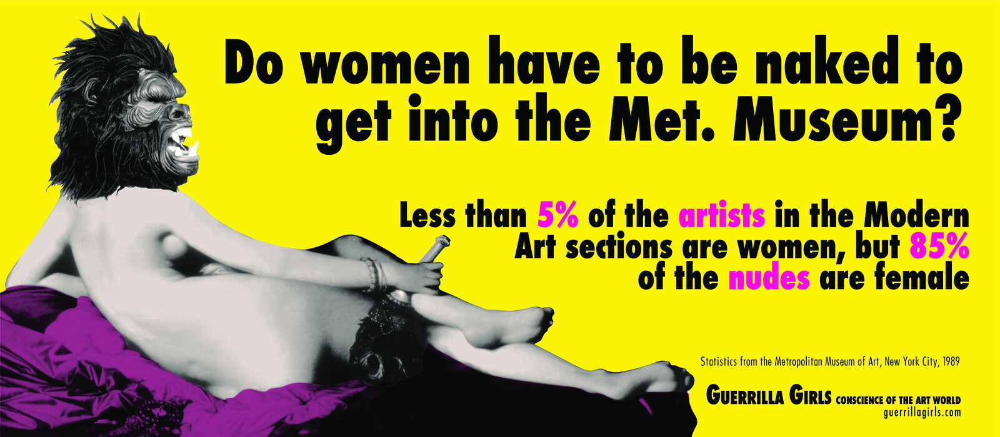 Do women have to be naked to
get into the Met. Museum?
Less than 5% of the artists in the Modern
Art sections are women, but 85%
of the nudes are female
Statistics from the Metropolitan Museum of Art, New York City, 1989
GUERRILLA GIRLS CONSCIENCE OF THE ART WORLD
guerrillagirls.com